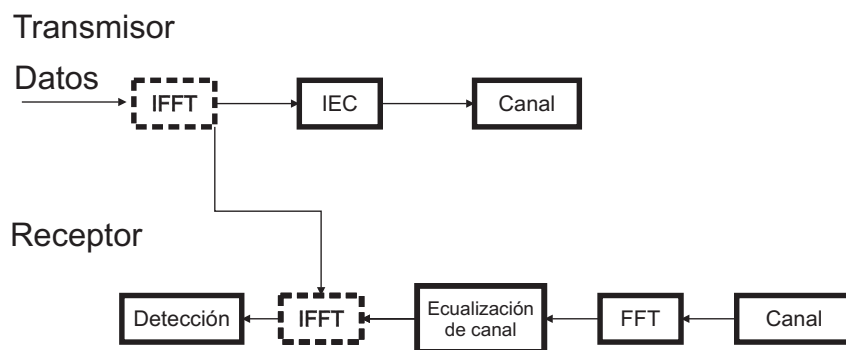 Transmisor
Datos
IFFT
IEC
Canal
Receptor
Detección
IFFT
Ecualización
de canal
FFT
Canal